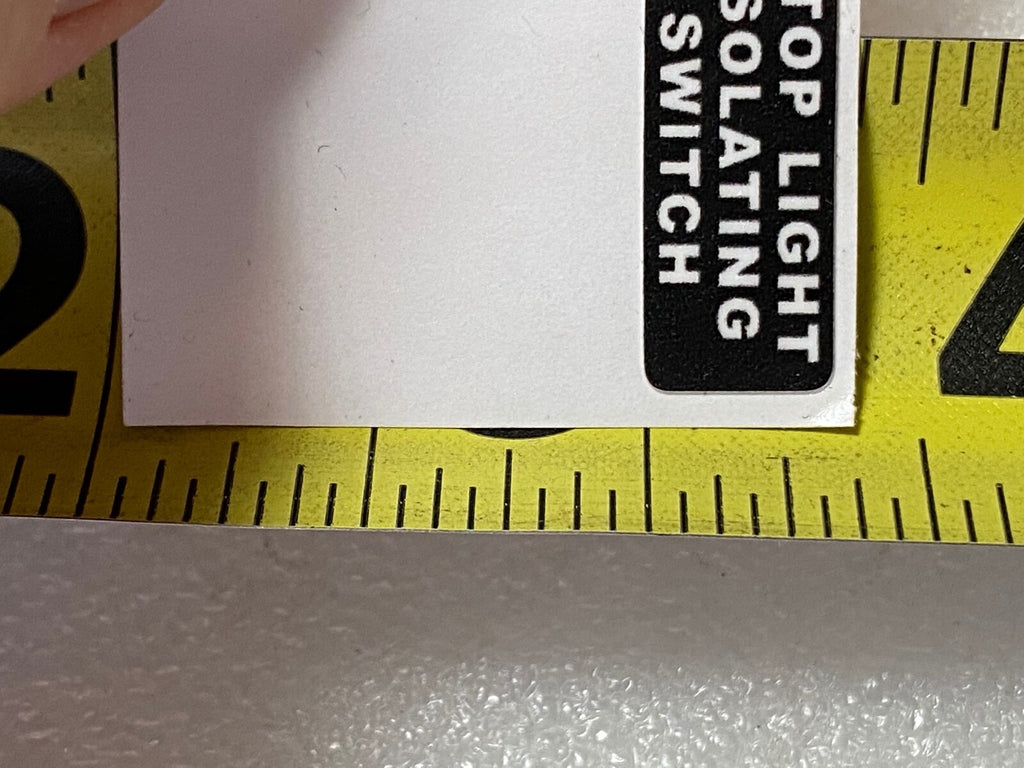 2
TOP LIGHT
SOLATING
SWITCH
4